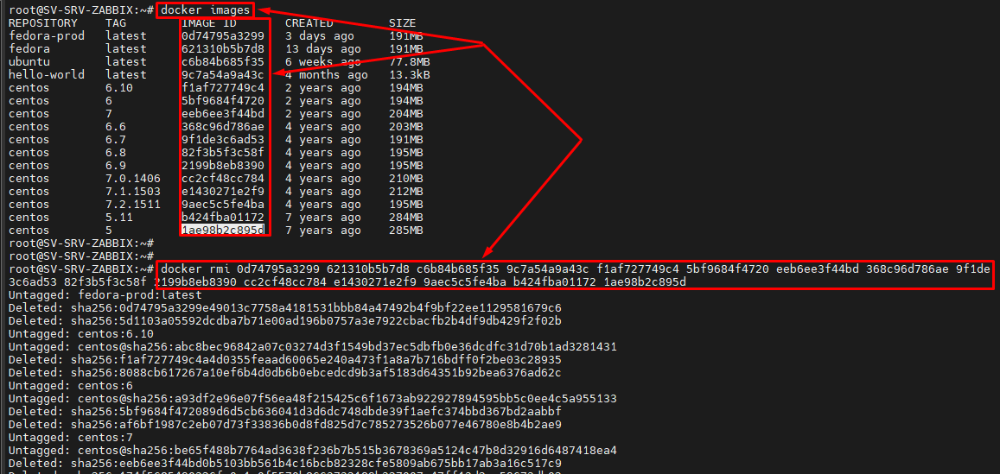 root@SV-SRV-ZABBIX:~# docker images
REPOSITORY TAG IMAGE ID CREATED SIZE
fedora-prod latest 0d74795a3299 3 days ago 191MB
fedora latest 621310b5b7d8 13 days ago 191MB
ubuntu latest c6b84b685f35 6 weeks ago 77.8MB
hello-world latest 9c7a54a9a43c 4 months ago 13.3kB
centos 6.10 f1af727749c4 2 years ago 194MB
centos 6 5bf9684f4720 2 years ago 194MB
centos 7 eeb6ee3f44bd 2 years ago 204MB
centos 6.6 368c96d786ae 4 years ago 203MB
centos 6.7 9f1de3c6ad53 4 years ago 191MB
centos 6.8 82f3b5f3c58f 4 years ago 195MB
centos 6.9 2199b8eb8390 4 years ago 195MB
centos 7.0.1406 cc2cf48cc784 4 years ago 210MB
centos 7.1.1503 e1430271e2f9 4 years ago 212MB
centos 7.2.1511 9aec5c5fe4ba 4 years ago 195MB
centos 5.11 b424fba01172 7 years ago 284MB
centos 5 1ae98b2c895d 7 years ago 285MB
root@SV-SRV-ZABBIX:~#
root@SV-SRV-ZABBIX:~#
root@SV-SRV-ZABBIX:~# docker rmi 0d74795a3299 621310b5b7d8 c6b84b685f35 9c7a54a9a43c f1af727749c4 5bf9684f4720 eeb6ee3f44bd 368c96d786ae 9f1de
3c6ad53 82f3b5f3c58f 2199b8eb8390 cc2cf48cc784 e1430271e2f9 9aec5c5fe4ba b424fba01172 1ae98b2c895d
Untagged: fedora-prod:latest
Deleted: sha256:0d74795a3299e49013c7758a4181531bbb84a47492b4f9bf22ee1129581679c6
Deleted: sha256:5d1103a05592dcdba7b71e00ad196b0757a3e7922cbacfb2b4df9db429f2f02b
Untagged: centos:6.10
Untagged: centos@sha256:abc8bec96842a07c03274d3f1549bd37ec5dbfb0e36dcdfc31d70b1ad3281431
Deleted: sha256:f1af727749c4a4d0355feaad60065e240a473f1a8a7b716bdff0f2be03c28935
Deleted: sha256:8088cb617267a10ef6b4d0db6b0ebcedcd9b3af5183d64351b92bea6376ad62c
Untagged: centos:6
Untagged: centos@sha256:a93df2e96e07f56ea48f215425c6f1673ab922927894595bb5c0ee4c5a955133
Deleted: sha256:5bf9684f472089d6d5cb636041d3d6dc748dbde39f1aefc374bbd367bd2aabbf
Deleted: sha256:af6bf1987c2eb07d73f33836b0d8fd825d7c785273526b077e46780e8b4b2ae9
Untagged: centos:7
Untagged: centos@sha256:be65f488b7764ad3638f236b7b515b3678369a5124c47b8d32916d6487418ea4
Deleted: sha256:eeb6ee3f44bd0b5103bb561b4c16bcb82328cfe5809ab675bb17ab3a16c517c9